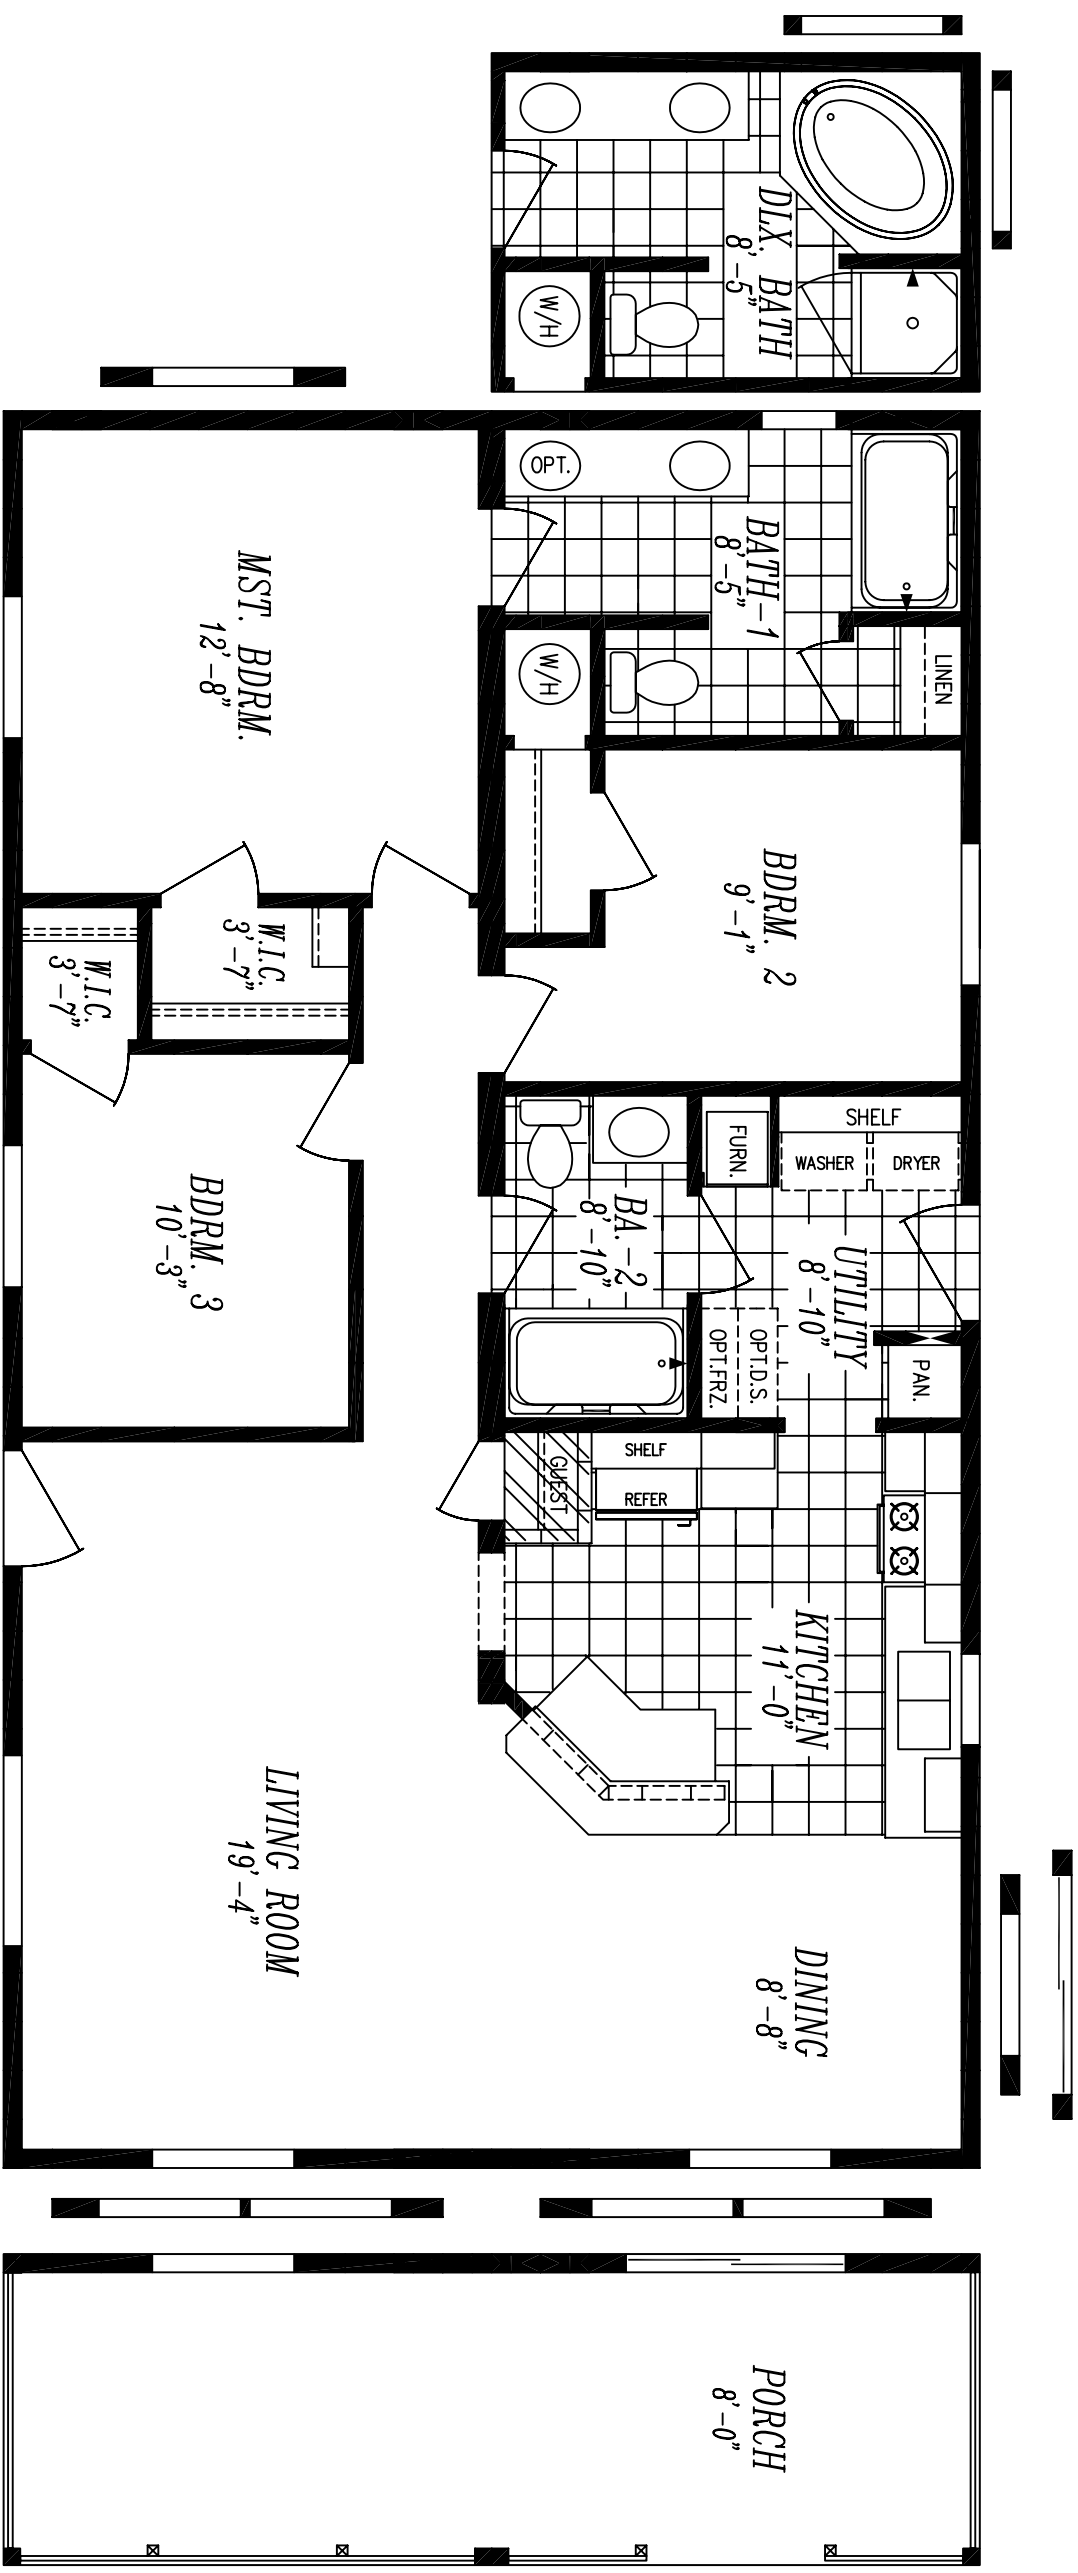 DLX. BATH
8'-5"
W/H
OPT.
BATH-1
8'-5"
W/H
LINEN
MST. BDRM.
12'-8"
BDRM. 2
9'-1"
W.I.C.
3'-7"
W.I.C.
3'-7"
BDRM. 3
10'-3"
SHELF
WASHER
DRYER
FURN.
BA.-2
8'-10"
UTILITY
8'-10"
OPT.D.S.
OPT.FRZ.
PAN.
SHELF
REFER
GUEST
KITCHEN
11'-0"
LIVING ROOM
19'-4"
DINING
8'-8"
PORCH
8'-0"